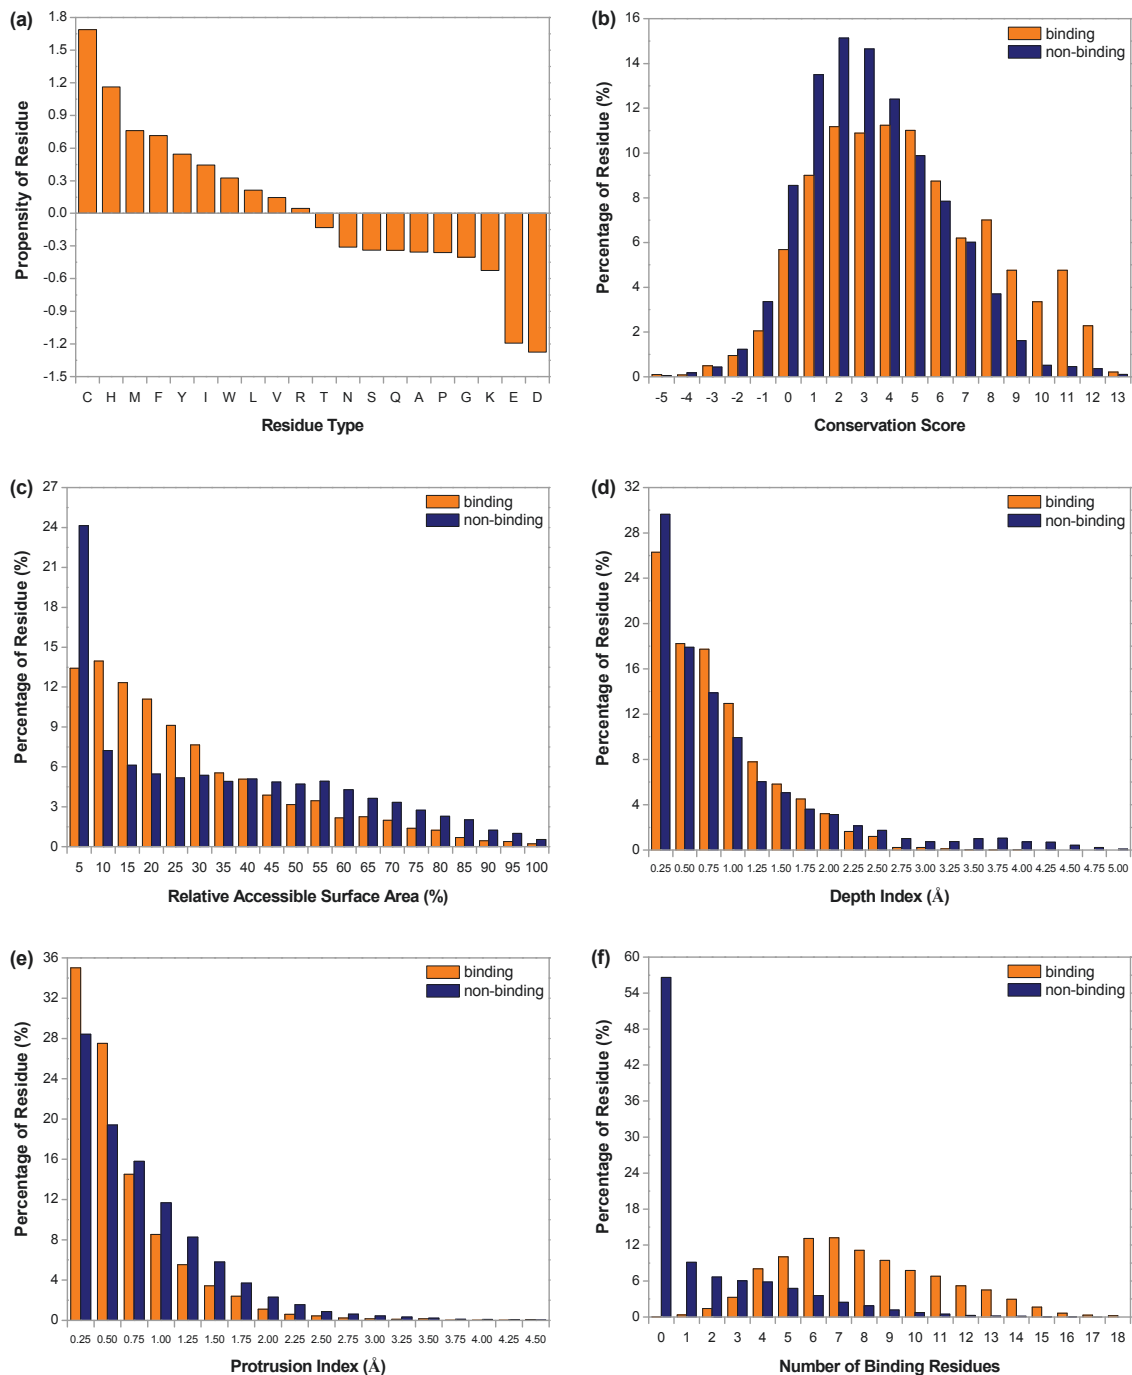 (a)
1.8
1.5
1.2
0.9
0.6
0.3
0.0
-0.3
-0.6
-0.9
-1.2
-1.5
Propensity of Residue
C H M F Y I W L V R T N S Q A P G K E D
Residue Type
(b)
16
14
12
10
8
6
4
2
0
Percentage of Residue (%)
binding
non-binding
-5 -4 -3 -2 -1 0 1 2 3 4 5 6 7 8 9 10 11 12 13
Conservation Score
(c)
27
24
21
18
15
12
9
6
3
0
Percentage of Residue (%)
binding
non-binding
5 10 15 20 25 30 35 40 45 50 55 60 65 70 75 80 85 90 95 100
Relative Accessible Surface Area (%)
(d)
32
28
24
20
16
12
8
4
0
Percentage of Residue (%)
binding
non-binding
0.25 0.50 0.75 1.00 1.25 1.50 1.75 2.00 2.25 2.50 2.75 3.00 3.25 3.50 3.75 4.00 4.25 4.50 4.75 5.00
Depth Index (Å)
(e)
36
32
28
24
20
16
12
8
4
0
Percentage of Residue (%)
binding
non-binding
0.25 0.50 0.75 1.00 1.25 1.50 1.75 2.00 2.25 2.50 2.75 3.00 3.25 3.50 3.75 4.00 4.25 4.50
Protrusion Index (Å)
(f)
60
54
48
42
36
30
24
18
12
6
0
Percentage of Residue (%)
binding
non-binding
0 1 2 3 4 5 6 7 8 9 10 11 12 13 14 15 16 17 18
Number of Binding Residues